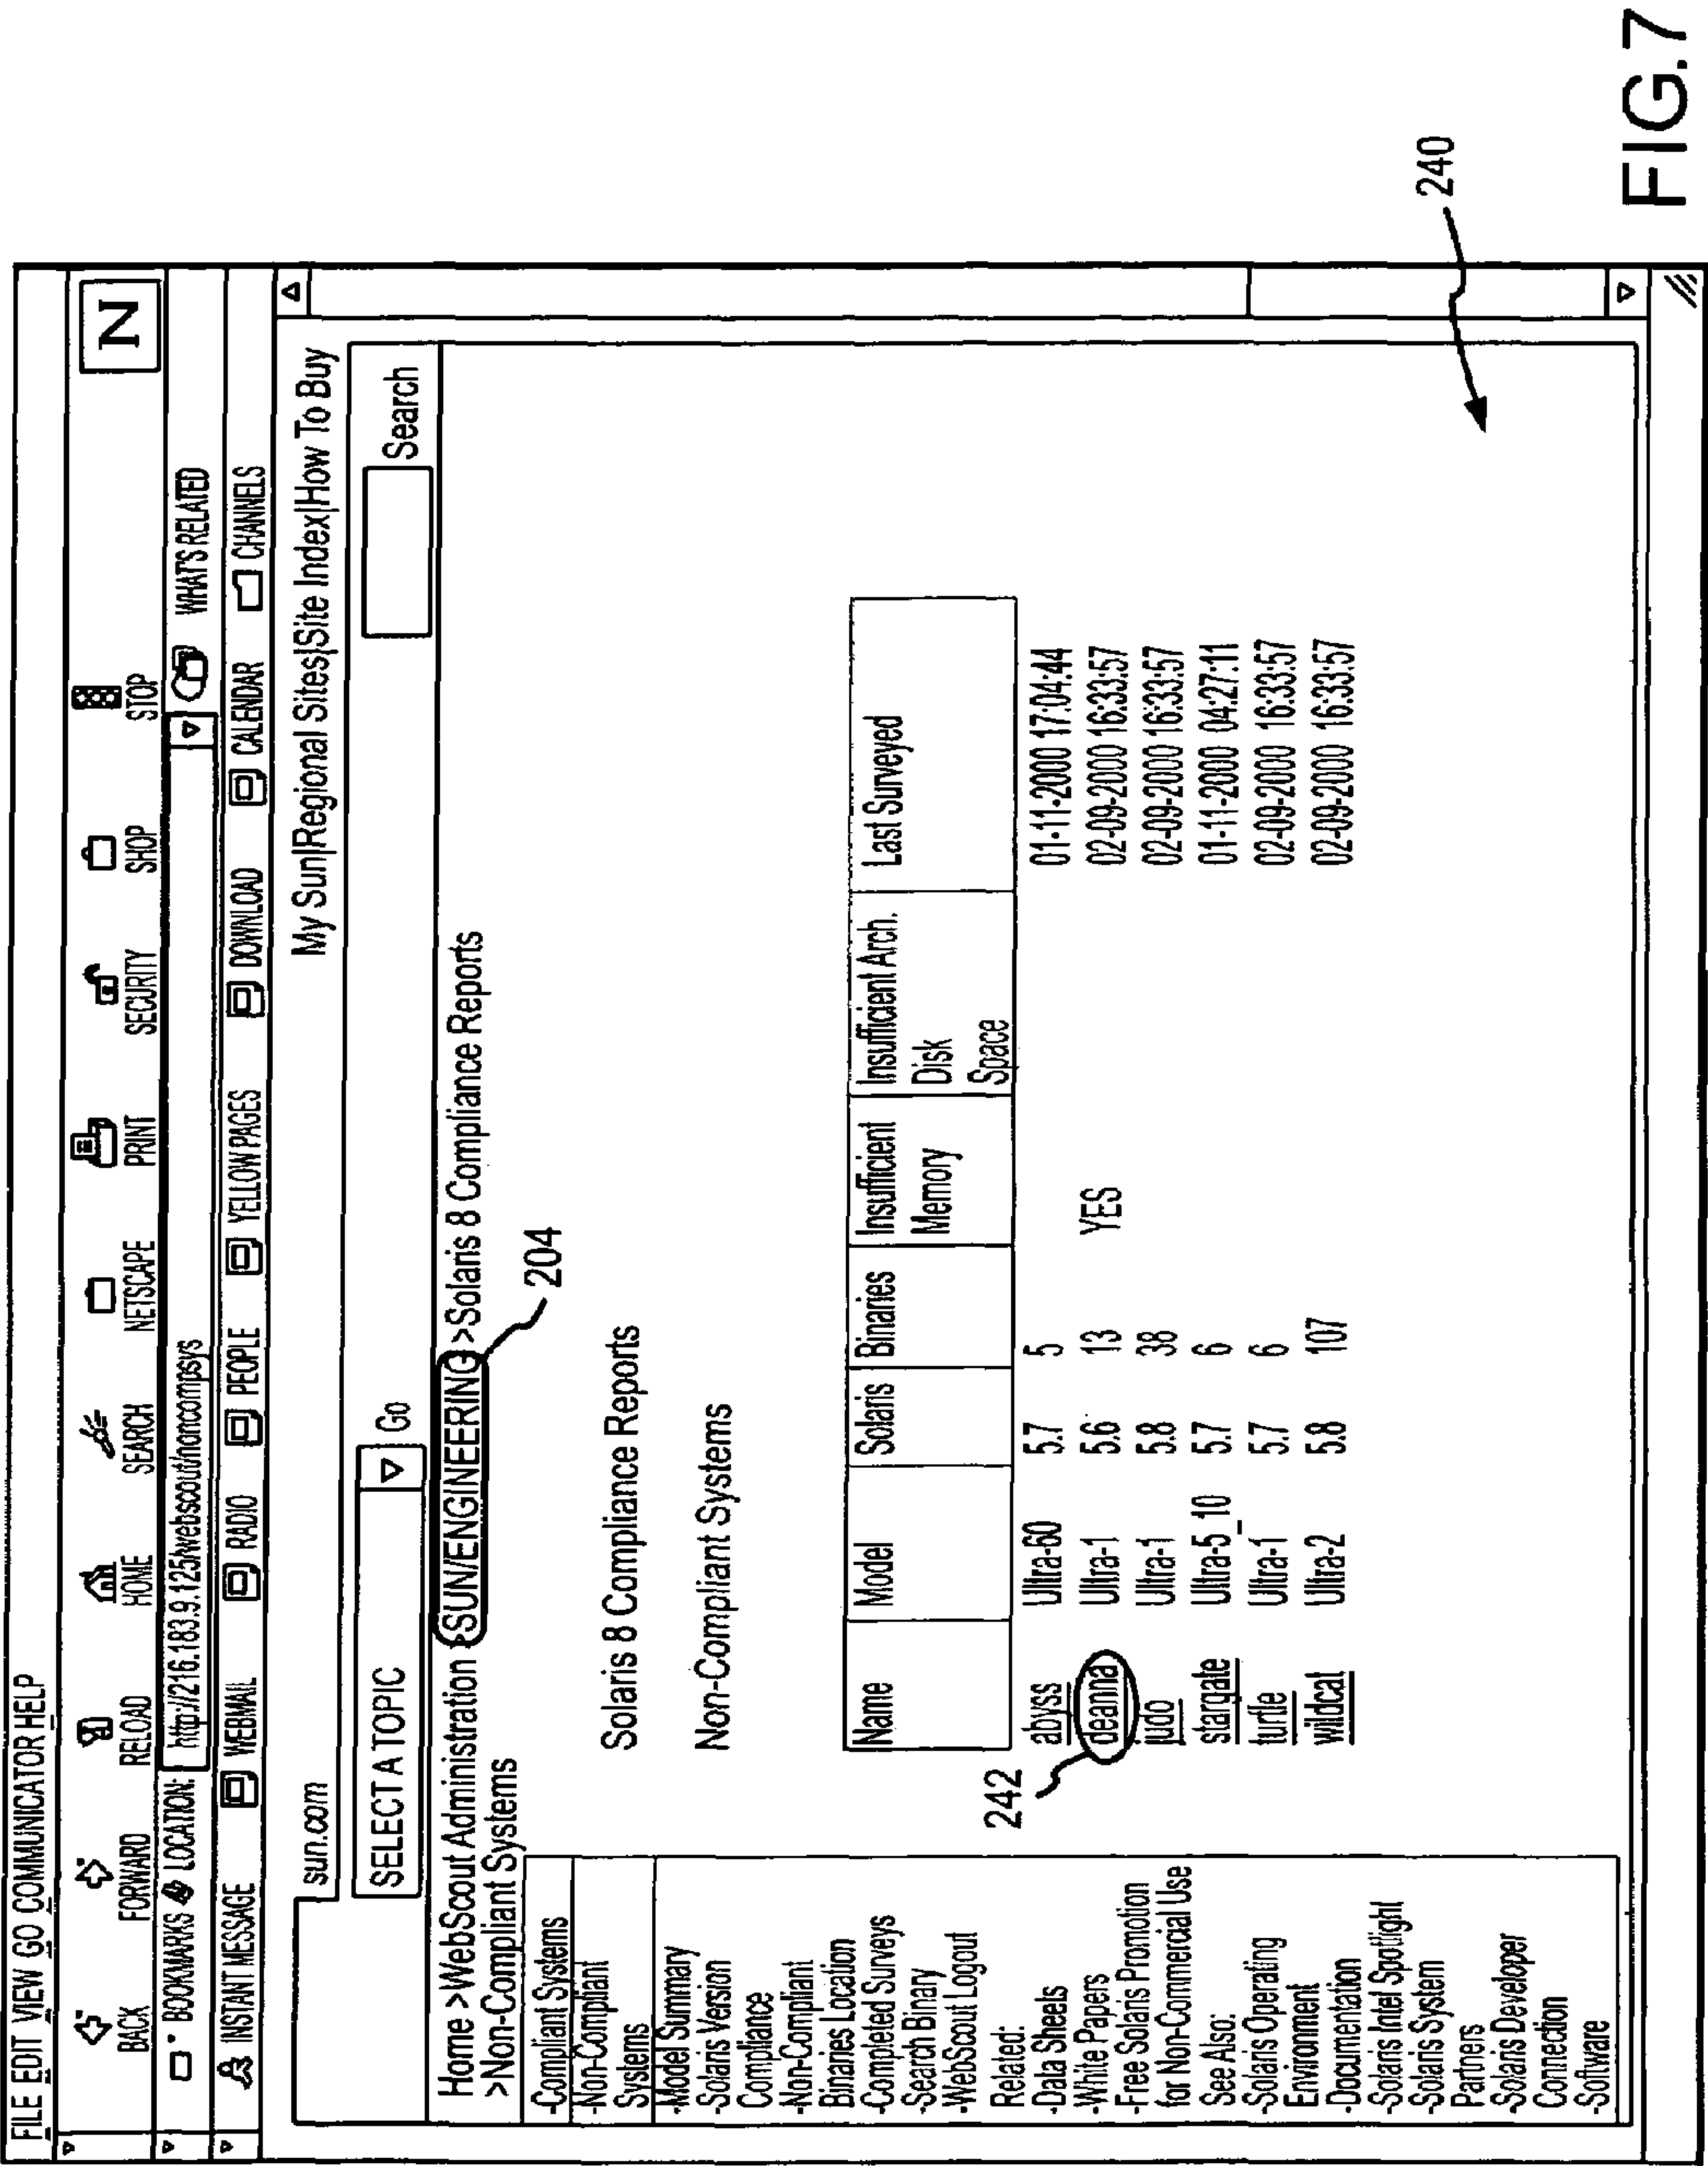 FILE EDIT VIEW GO COMMUNICATOR HELP
BACK FORWARD RELOAD HOME SEARCH NETSCAPE PRINT SECURITY SHOP STOP N
BOOKMARKS LOCATION: http://216.183.9.125/webscout/noncompsys WHAT'S RELATED
INSTANT MESSAGE WEBMAIL RADIO PEOPLE YELLOW PAGES DOWNLOAD CALENDAR CHANNELS
sun.com My Sun|Regional Sites|Site Index|How To Buy
SELECT A TOPIC Go Search
Home >WebScout Administration >SUN/ENGINEERING >Solaris 8 Compliance Reports
>Non-Compliant Systems
204
-Compliant Systems
-Non-Compliant
Systems
-Model Summary
-Solaris Version
Compliance
-Non-Compliant
Binaries Location
-Completed Surveys
-Search Binary
-WebScout Logout
Related:
-Data Sheets
-White Papers
-Free Solaris Promotion
for Non-Commercial Use
See Also:
-Solaris Operating
Environment
-Documentation
-Solaris Intel Spotlight
-Solaris System
Partners
-Solaris Developer
Connection
-Software
Solaris 8 Compliance Reports
Non-Compliant Systems
Name Model Solaris Binaries Insufficient Memory Insufficient Arch. Disk Space Last Surveyed
abyss Ultra-60 5.7 5 01-11-2000 17:04:44
deanna Ultra-1 5.6 13 YES 02-09-2000 16:33:57
judo Ultra-1 5.8 38 02-09-2000 16:33:57
stargate Ultra-5_10 5.7 6 01-11-2000 04:27:11
turtle Ultra-1 5.7 6 02-09-2000 16:33:57
wildcat Ultra-2 5.8 107 02-09-2000 16:33:57
242
240
FIG.7